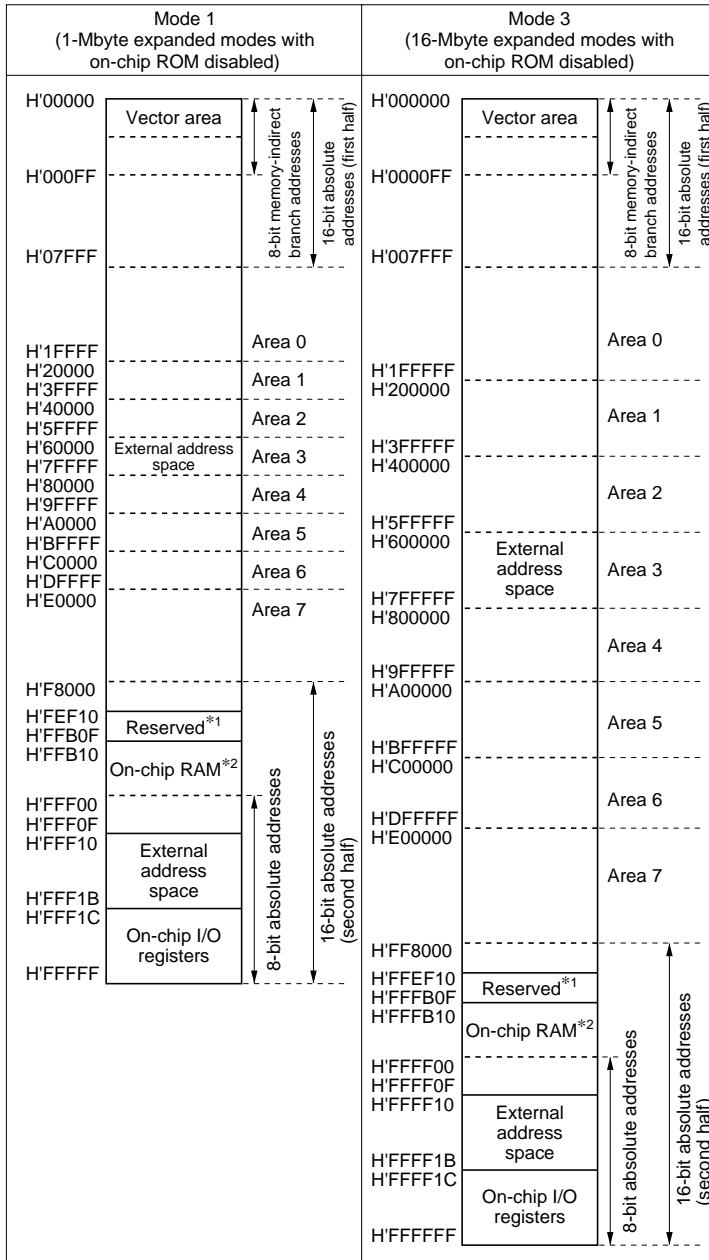 Mode 1
(1-Mbyte expanded modes with
on-chip ROM disabled)
H'00000
Vector area
H'000FF
H'07FFF
8-bit memory-indirect
branch addresses
16-bit absolute
addresses (first half)
H'1FFFF
H'20000
H'3FFFF
H'40000
H'5FFFF
H'60000
H'7FFFF
H'80000
H'9FFFF
H'A0000
H'BFFFF
H'C0000
H'DFFFF
H'E0000
External address
space
Area 0
Area 1
Area 2
Area 3
Area 4
Area 5
Area 6
Area 7
H'F8000
H'FEF10
H'FFB0F
H'FFB10
Reserved*1
On-chip RAM*2
H'FFF00
H'FFF0F
H'FFF10
External
address
space
H'FFF1B
H'FFF1C
On-chip I/O
registers
H'FFFFF
8-bit absolute addresses
16-bit absolute addresses
(second half)
Mode 3
(16-Mbyte expanded modes with
on-chip ROM disabled)
H'000000
Vector area
H'0000FF
H'007FFF
8-bit memory-indirect
branch addresses
16-bit absolute
addresses (first half)
H'1FFFFF
H'200000
H'3FFFFF
H'400000
H'5FFFFF
H'600000
H'7FFFFF
H'800000
H'9FFFFF
H'A00000
H'BFFFFF
H'C00000
H'DFFFFF
H'E00000
External
address
space
Area 0
Area 1
Area 2
Area 3
Area 4
Area 5
Area 6
Area 7
H'FF8000
H'FFEF10
H'FFFB0F
H'FFFB10
Reserved*1
On-chip RAM*2
H'FFFF00
H'FFFF0F
H'FFFF10
External
address
space
H'FFFF1B
H'FFFF1C
On-chip I/O
registers
H'FFFFFF
8-bit absolute addresses
16-bit absolute addresses
(second half)